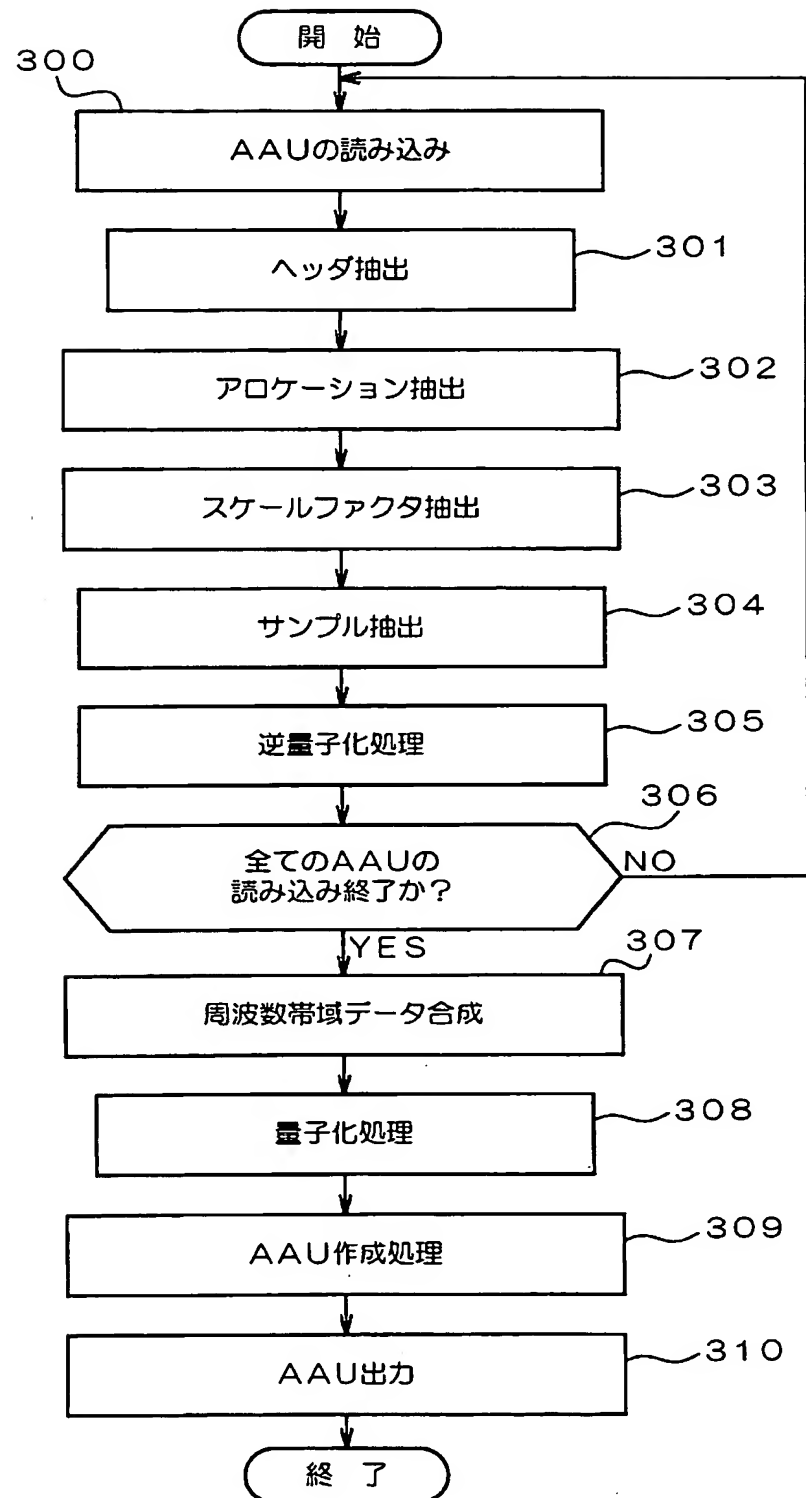 開 始
300
AAUの読み込み
ヘッダ抽出
301
アロケーション抽出
302
スケールファクタ抽出
303
サンプル抽出
304
逆量子化処理
305
306
全てのAAUの
読み込み終了か?
NO
YES
307
周波数帯域データ合成
量子化処理
308
AAU作成処理
309
AAU出力
310
終 了